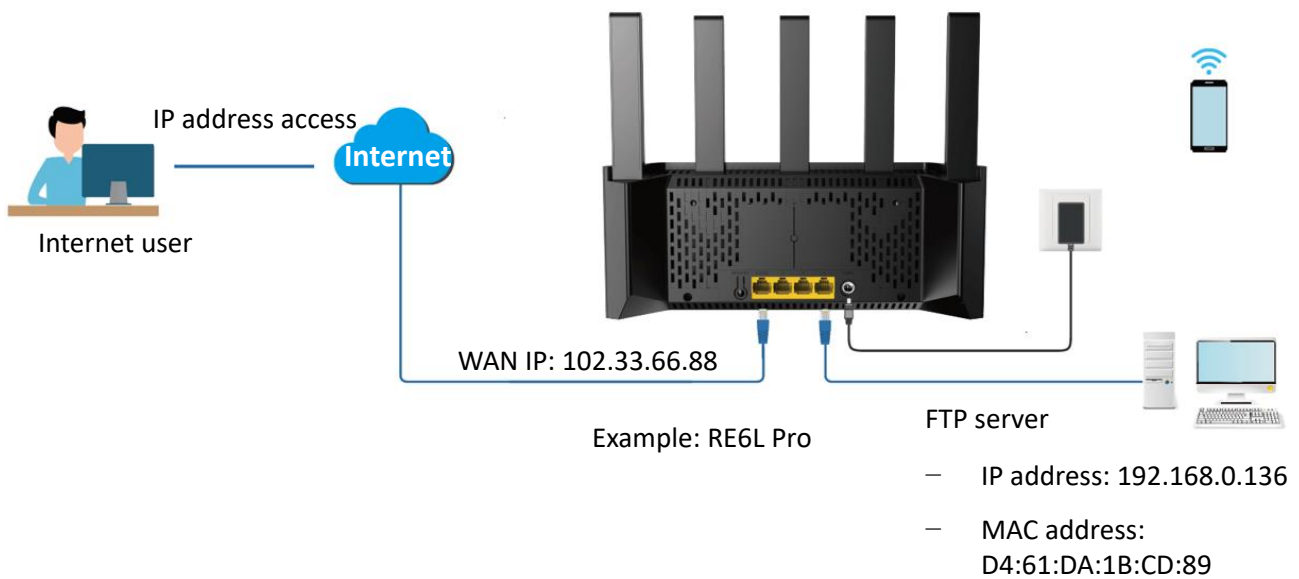 IP address access
Internet
Internet user
WAN IP: 102.33.66.88
Example: RE6L Pro
FTP server
– IP address: 192.168.0.136
– MAC address:
D4:61:DA:1B:CD:89